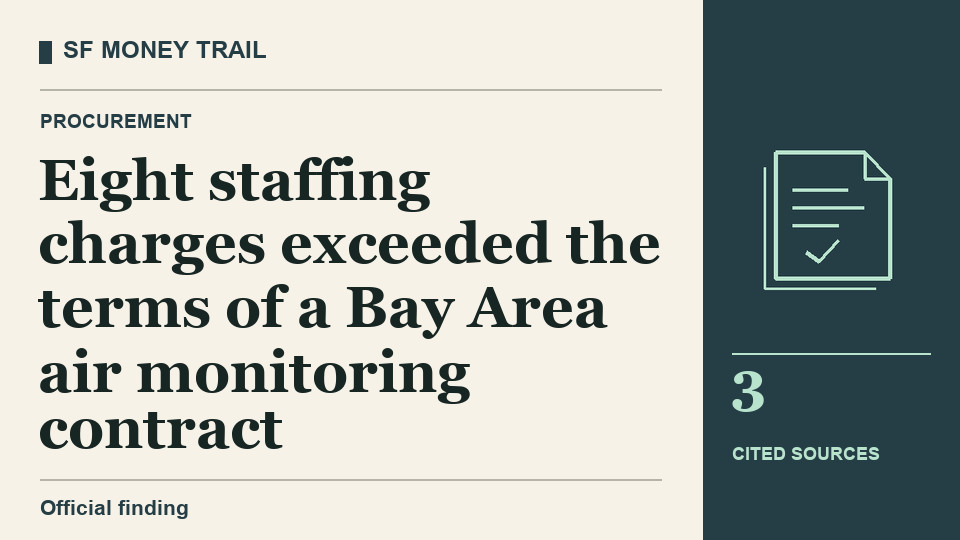 SF MONEY TRAIL
PROCUREMENT
Eight staffing
charges exceeded the
terms of a Bay Area
air monitoring
contract
Official finding
3
CITED SOURCES